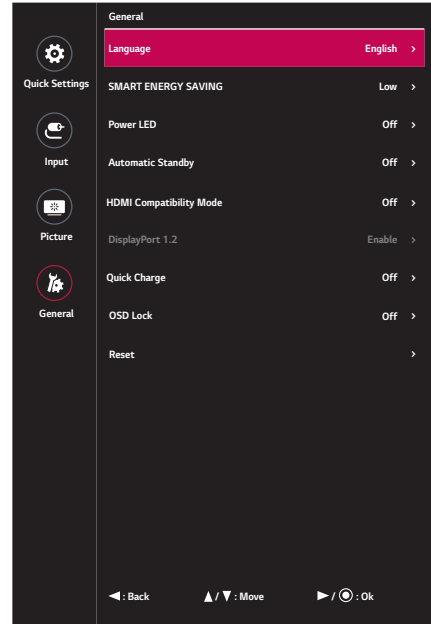 General
Language English >
Quick Settings
SMART ENERGY SAVING Low >
Power LED Off >
Input
Automatic Standby Off >
HDMI Compatibility Mode Off >
Picture
DisplayPort 1.2 Enable >
Quick Charge Off >
General
OSD Lock Off >
Reset >
◀ : Back ▲ / ▼ : Move ▶ / ◉ : Ok